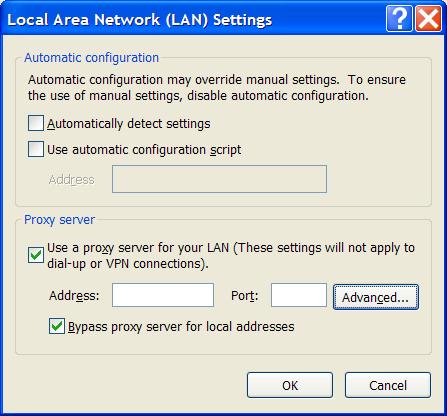 Local Area Network (LAN) Settings
Automatic configuration
Automatic configuration may override manual settings. To ensure
the use of manual settings, disable automatic configuration.
Automatically detect settings
Use automatic configuration script
Address
Proxy server
Use a proxy server for your LAN (These settings will not apply to
dial-up or VPN connections).
Address: Port: Advanced...
Bypass proxy server for local addresses
OK Cancel